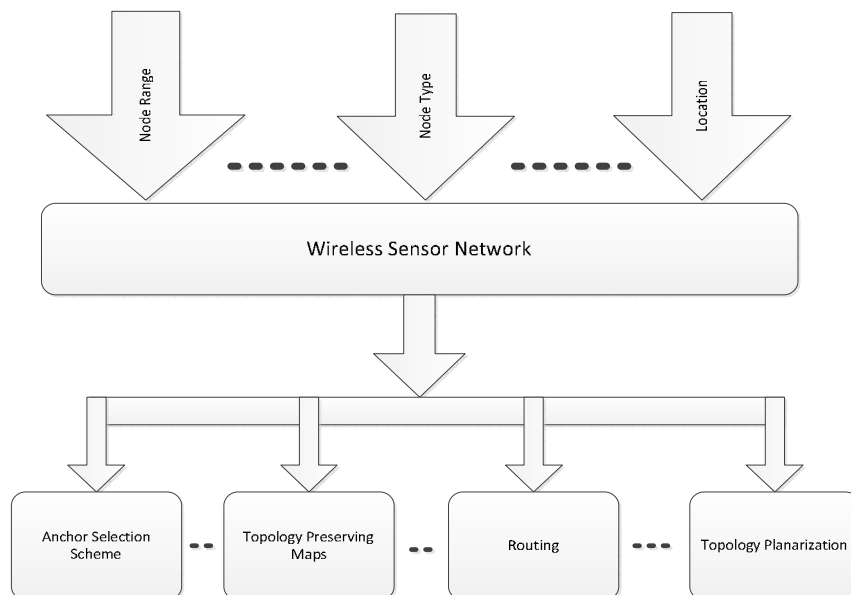 Node Range
Node Type
Location
Wireless Sensor Network
Anchor Selection
Scheme
Topology Preserving
Maps
Routing
Topology Planarization